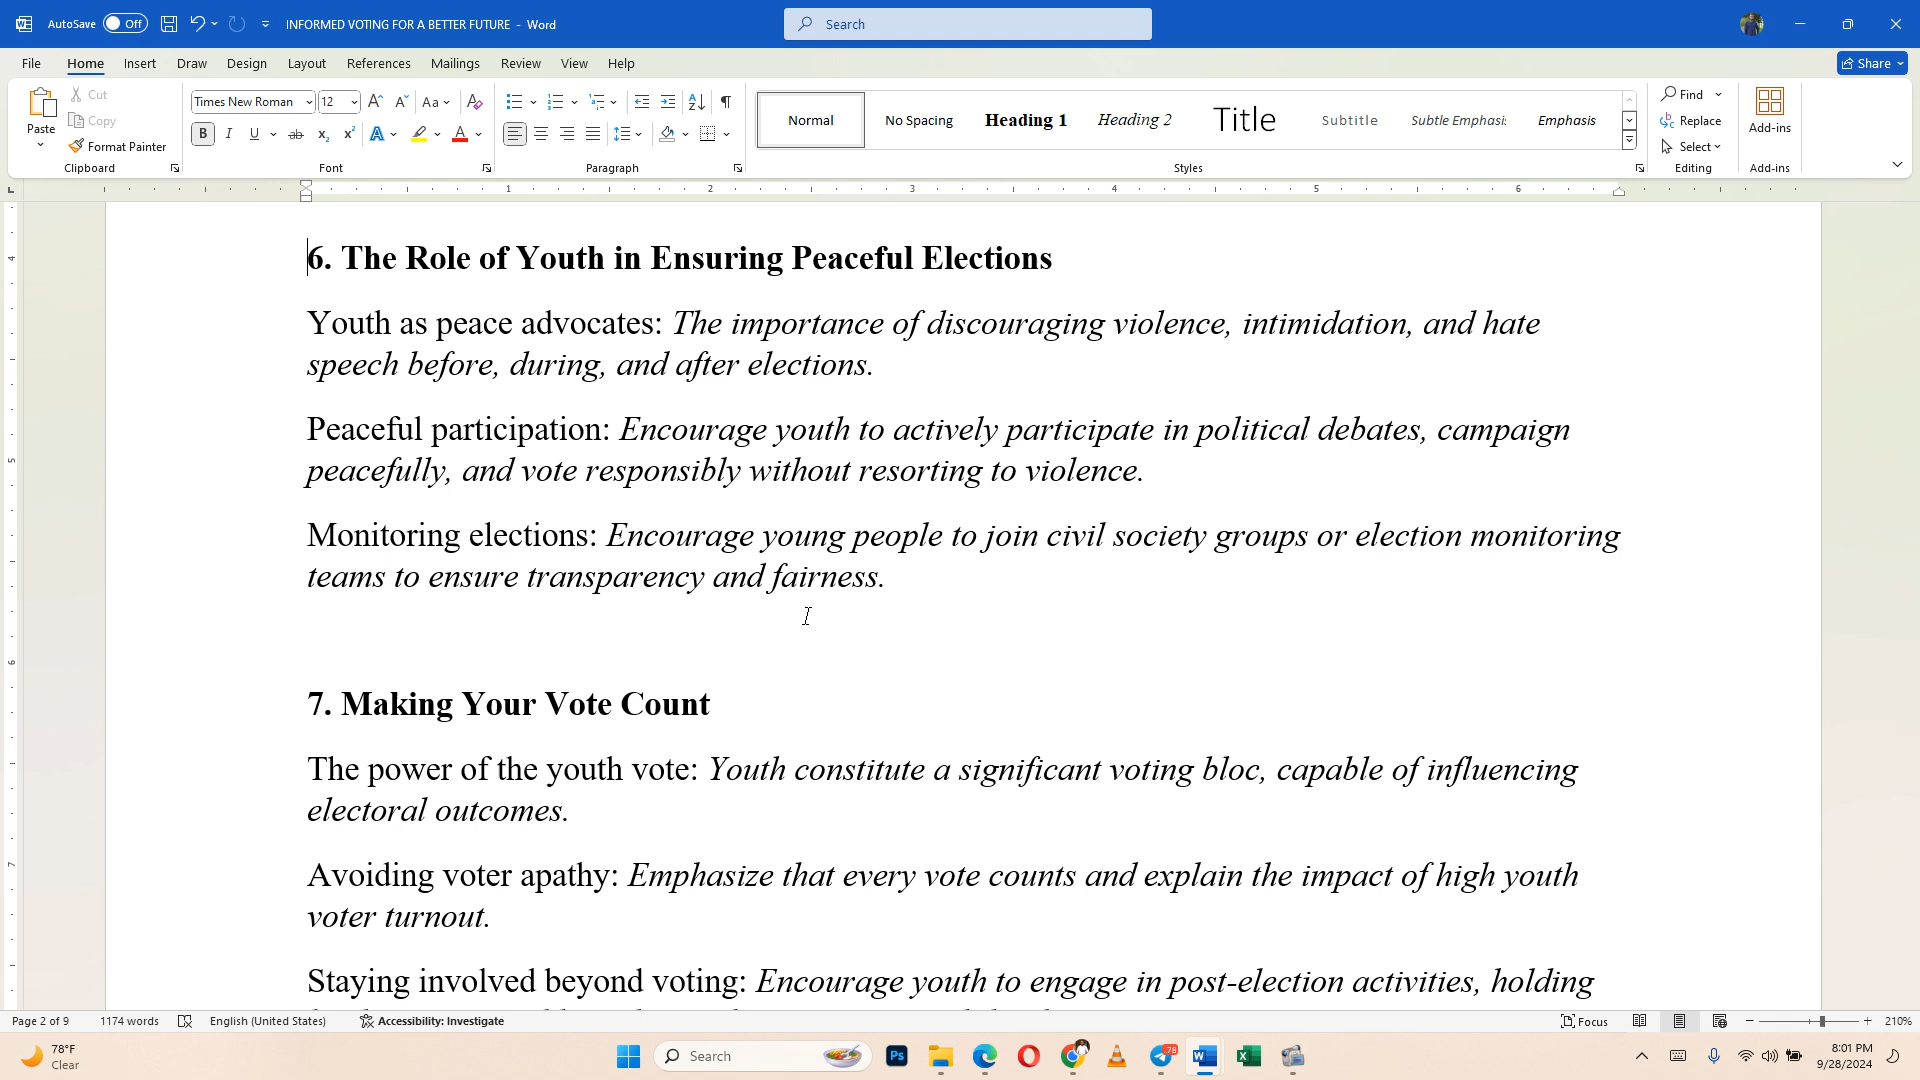 AutoSave Off INFORMED VOTING FOR A BETTER FUTURE - Word Search
File Home Insert Draw Design Layout References Mailings Review View Help Share
Paste Cut Copy Format Painter Clipboard
Times New Roman 12 Font
Paragraph
Normal No Spacing Heading 1 Heading 2 Title Subtitle Subtle Emphasis Emphasis Styles
Find Replace Select Editing
Add-ins Add-ins
1 2 3 4 5 6
6. The Role of Youth in Ensuring Peaceful Elections
Youth as peace advocates: The importance of discouraging violence, intimidation, and hate
speech before, during, and after elections.
Peaceful participation: Encourage youth to actively participate in political debates, campaign
peacefully, and vote responsibly without resorting to violence.
Monitoring elections: Encourage young people to join civil society groups or election monitoring
teams to ensure transparency and fairness.
7. Making Your Vote Count
The power of the youth vote: Youth constitute a significant voting bloc, capable of influencing
electoral outcomes.
Avoiding voter apathy: Emphasize that every vote counts and explain the impact of high youth
voter turnout.
Staying involved beyond voting: Encourage youth to engage in post-election activities, holding
Page 2 of 9 1174 words English (United States) Accessibility: Investigate Focus 210%
78°F
Clear
Search
8:01 PM
9/28/2024